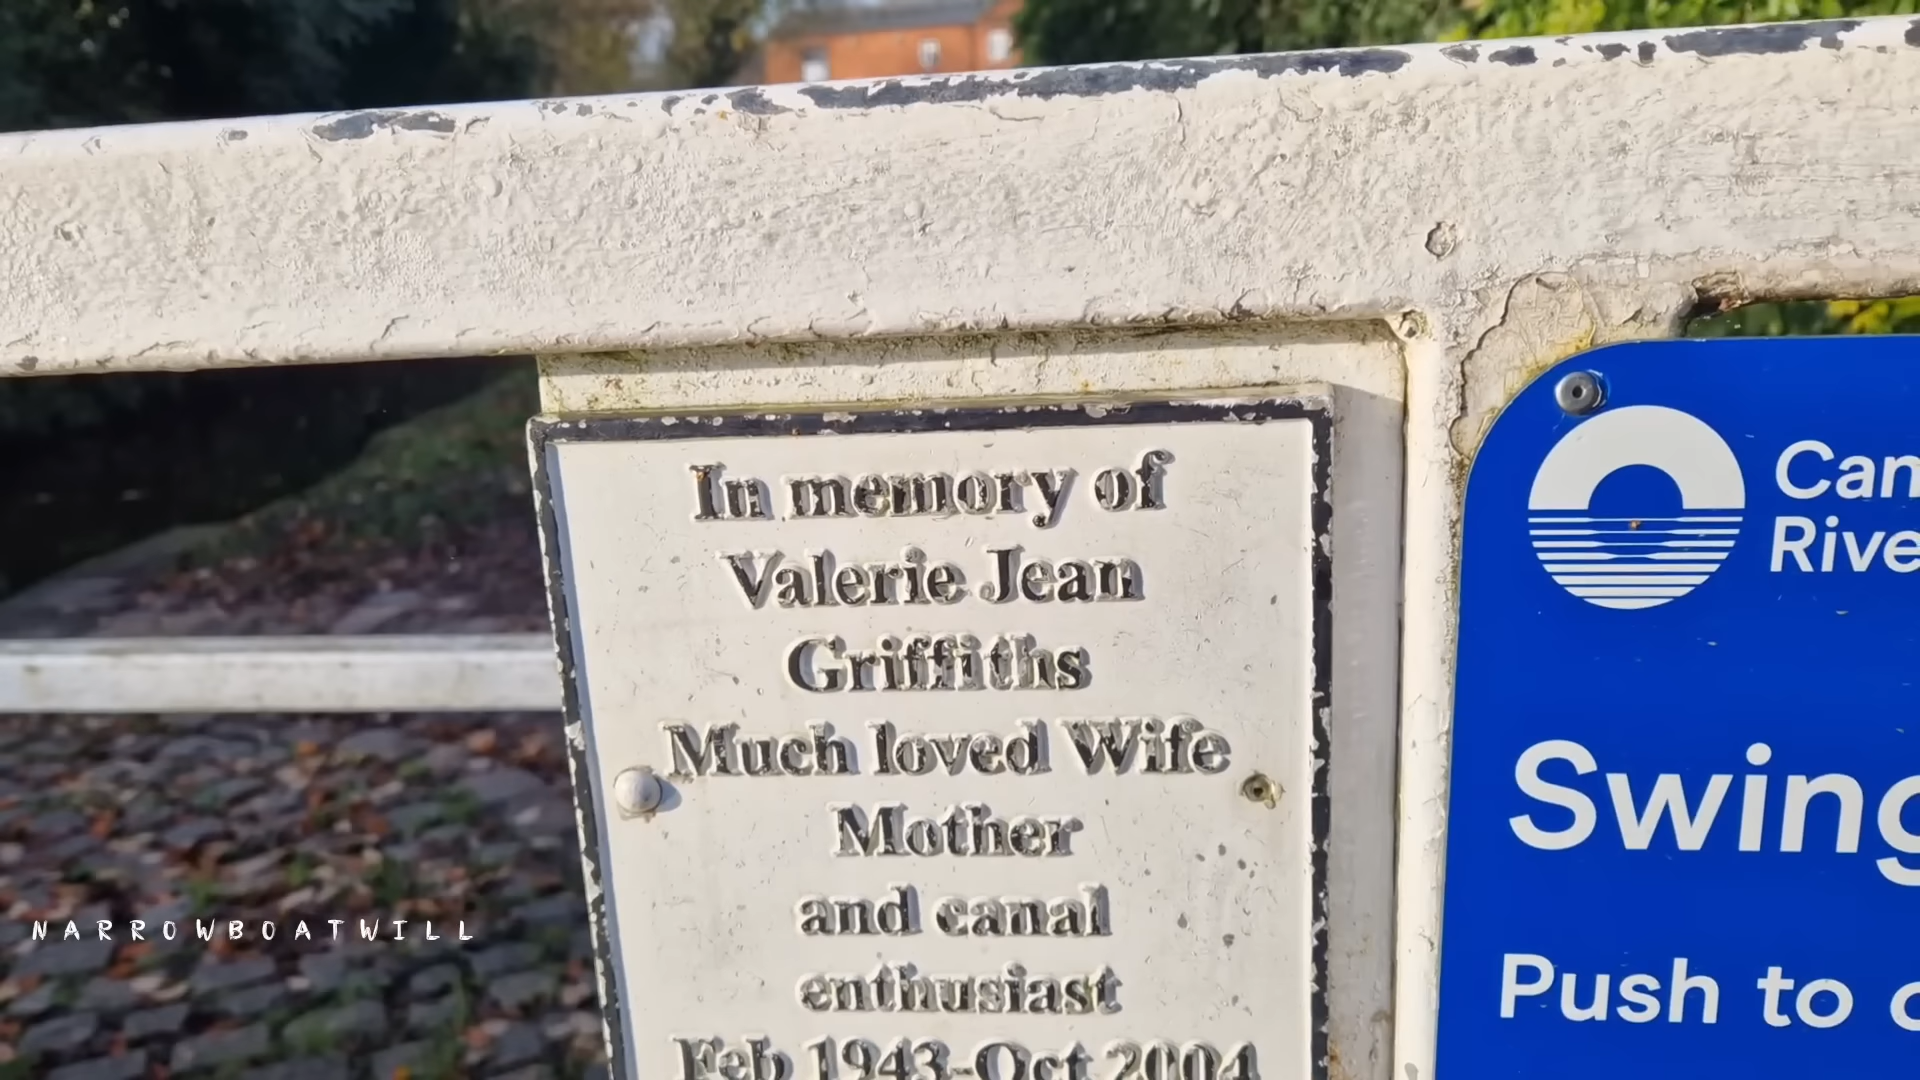 In memory of
Valerie Jean
Griffiths
Much loved Wife
Mother
and canal
enthusiast
Feb 1943-Oct 2004
Can
Rive
Swing
Push to
NARROWBOATWILL